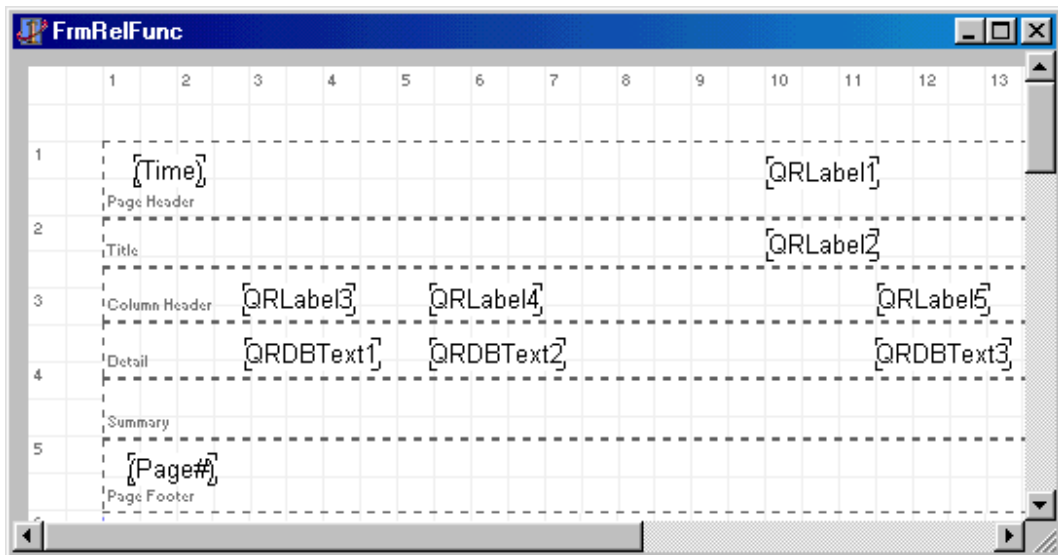 FrmRelFunc
1 2 3 4 5 6 7 8 9 10 11 12 13
1
{Time}
QRLabel1
Page Header
2
Title
QRLabel2
3
Column Header
QRLabel3
QRLabel4
QRLabel5
Detail
QRDBText1
QRDBText2
QRDBText3
4
Summary
5
{Page#}
Page Footer